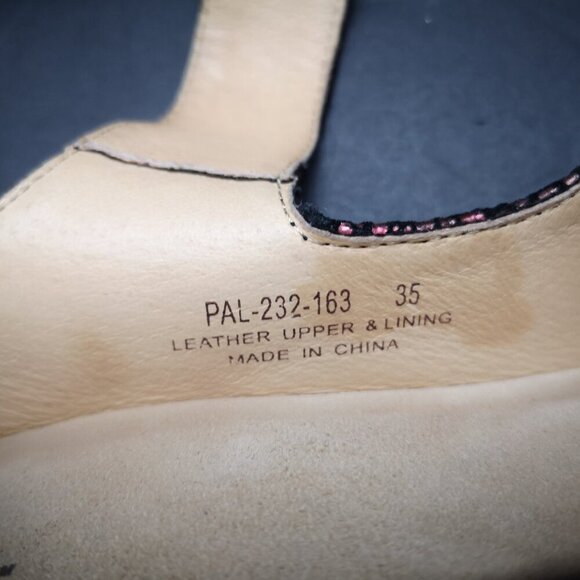 PAL-232-163 35
LEATHER UPPER & LINING
MADE IN CHINA